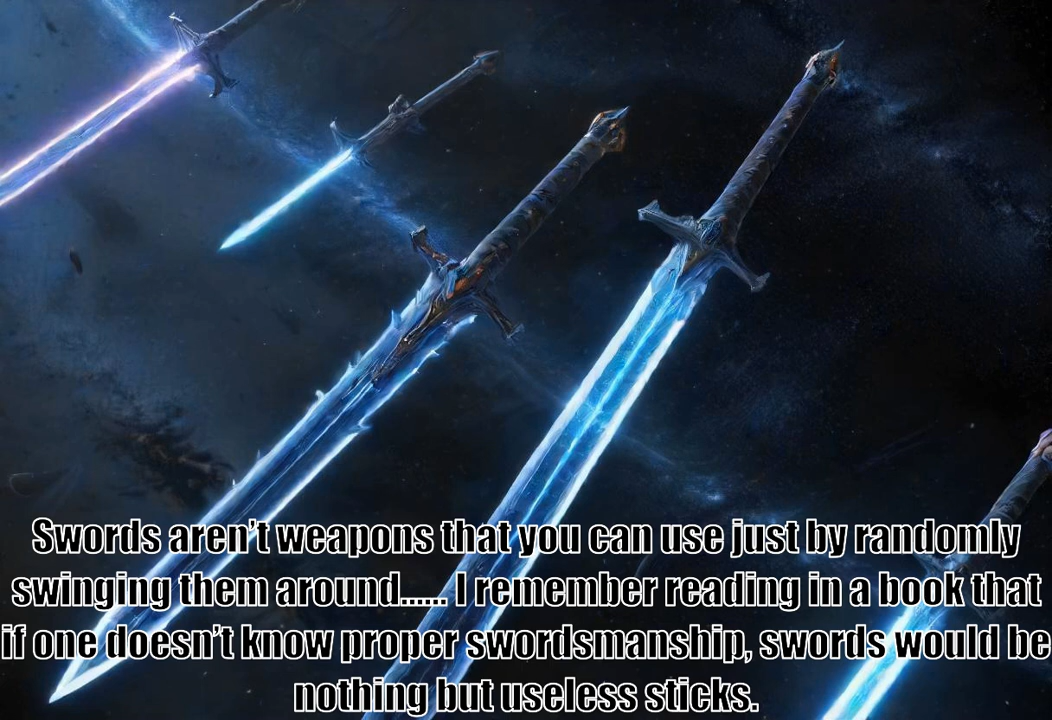 Swords aren't weapons that you can use just by randomly
swinging them around...... I remember reading in a book that
if one doesn't know proper swordsmanship, swords would be
nothing but useless sticks.